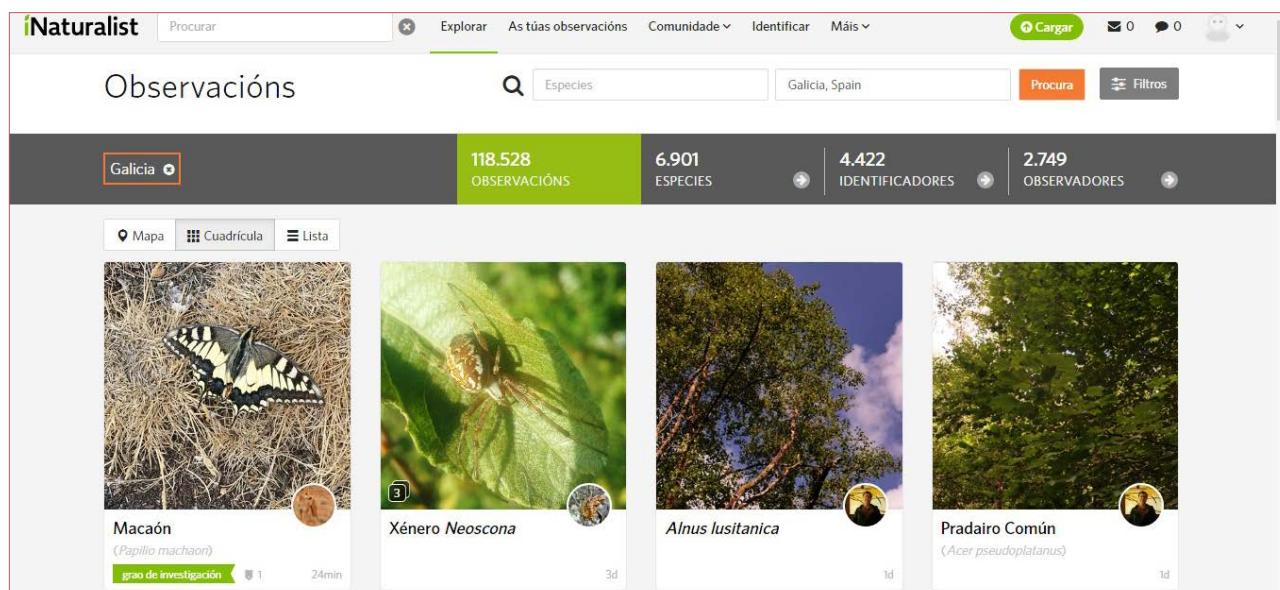 iNaturalist Procurar Explorar As túas observacións Comunidade Identificar Máis Cargar 0 0
Observacións Especies Galicia, Spain Procura Filtros
Galicia 118.528 6.901 4.422 2.749
OBSERVACIÓNS ESPECIES IDENTIFICADORES OBSERVADORES
Mapa Cuadrícula Lista
3
Macaón Xénero Neoscona Alnus lusitanica Pradairo Común
(Papilio machaon) (Acer pseudoplatanus)
grao de investigación 1 24min 3d 1d 1d